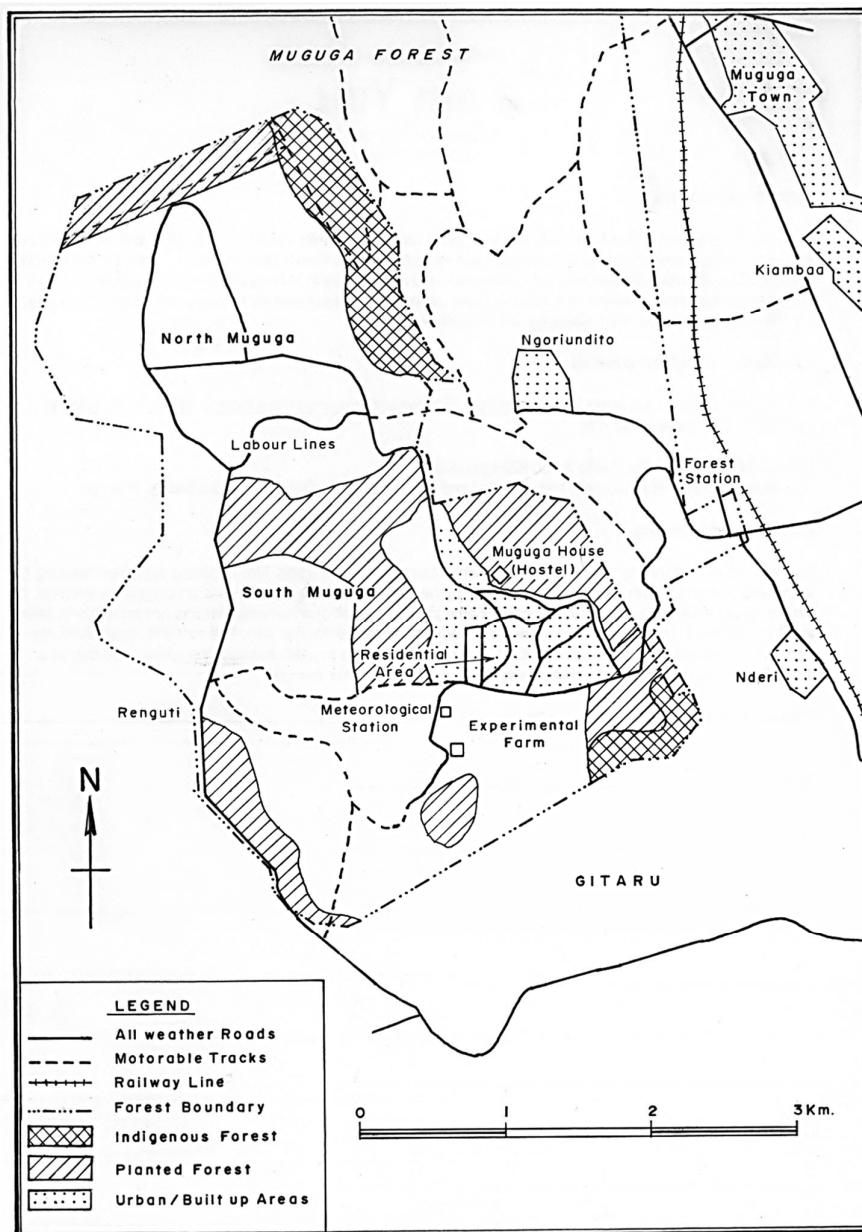 MUGUGA FOREST
Muguga
Town
Kiambaa
North Muguga
Ngoriundito
Labour Lines
Forest
Station
Muguga House
(Hostel)
South Muguga
Residential
Area
Nderi
Renguti
Meteorological
Station
Experimental
Farm
N
GITARU
LEGEND
All weather Roads
Motorable Tracks
Railway Line
Forest Boundary
Indigenous Forest
Planted Forest
Urban/Built up Areas
0 1 2 3 Km.